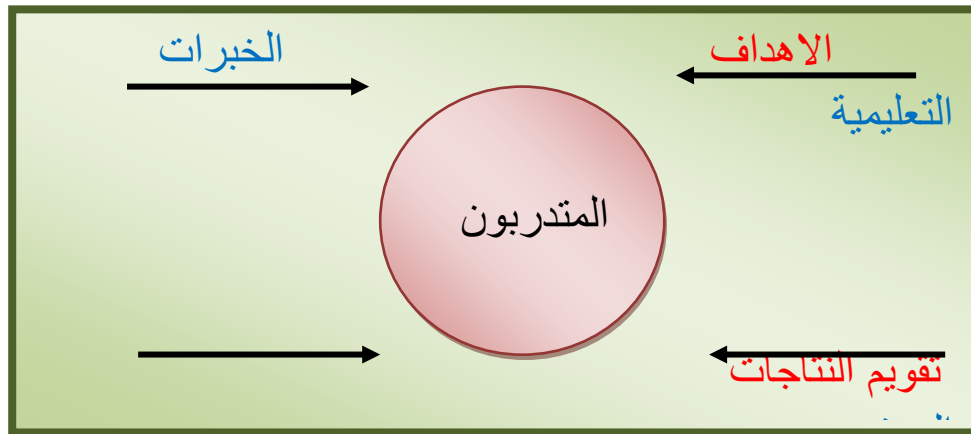 الاهداف
الخبرات
التعليمية
المتدربون
تقويم النتاجات